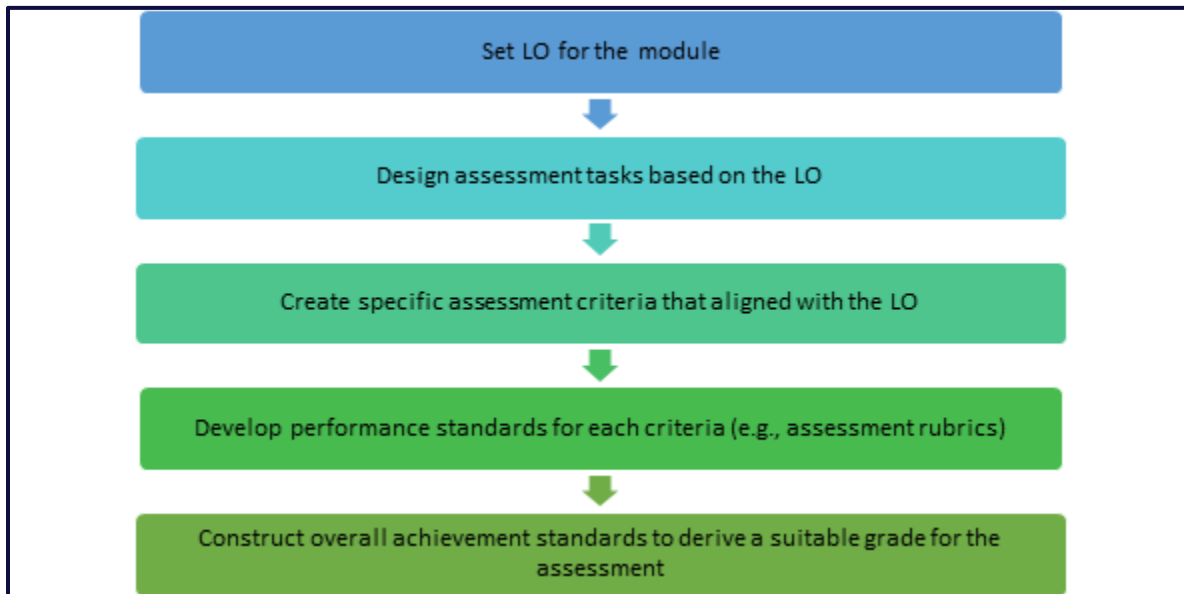 Set LO for the module
Design assessment tasks based on the LO
Create specific assessment criteria that aligned with the LO
Develop performance standards for each criteria (e.g., assessment rubrics)
Construct overall achievement standards to derive a suitable grade for the
assessment